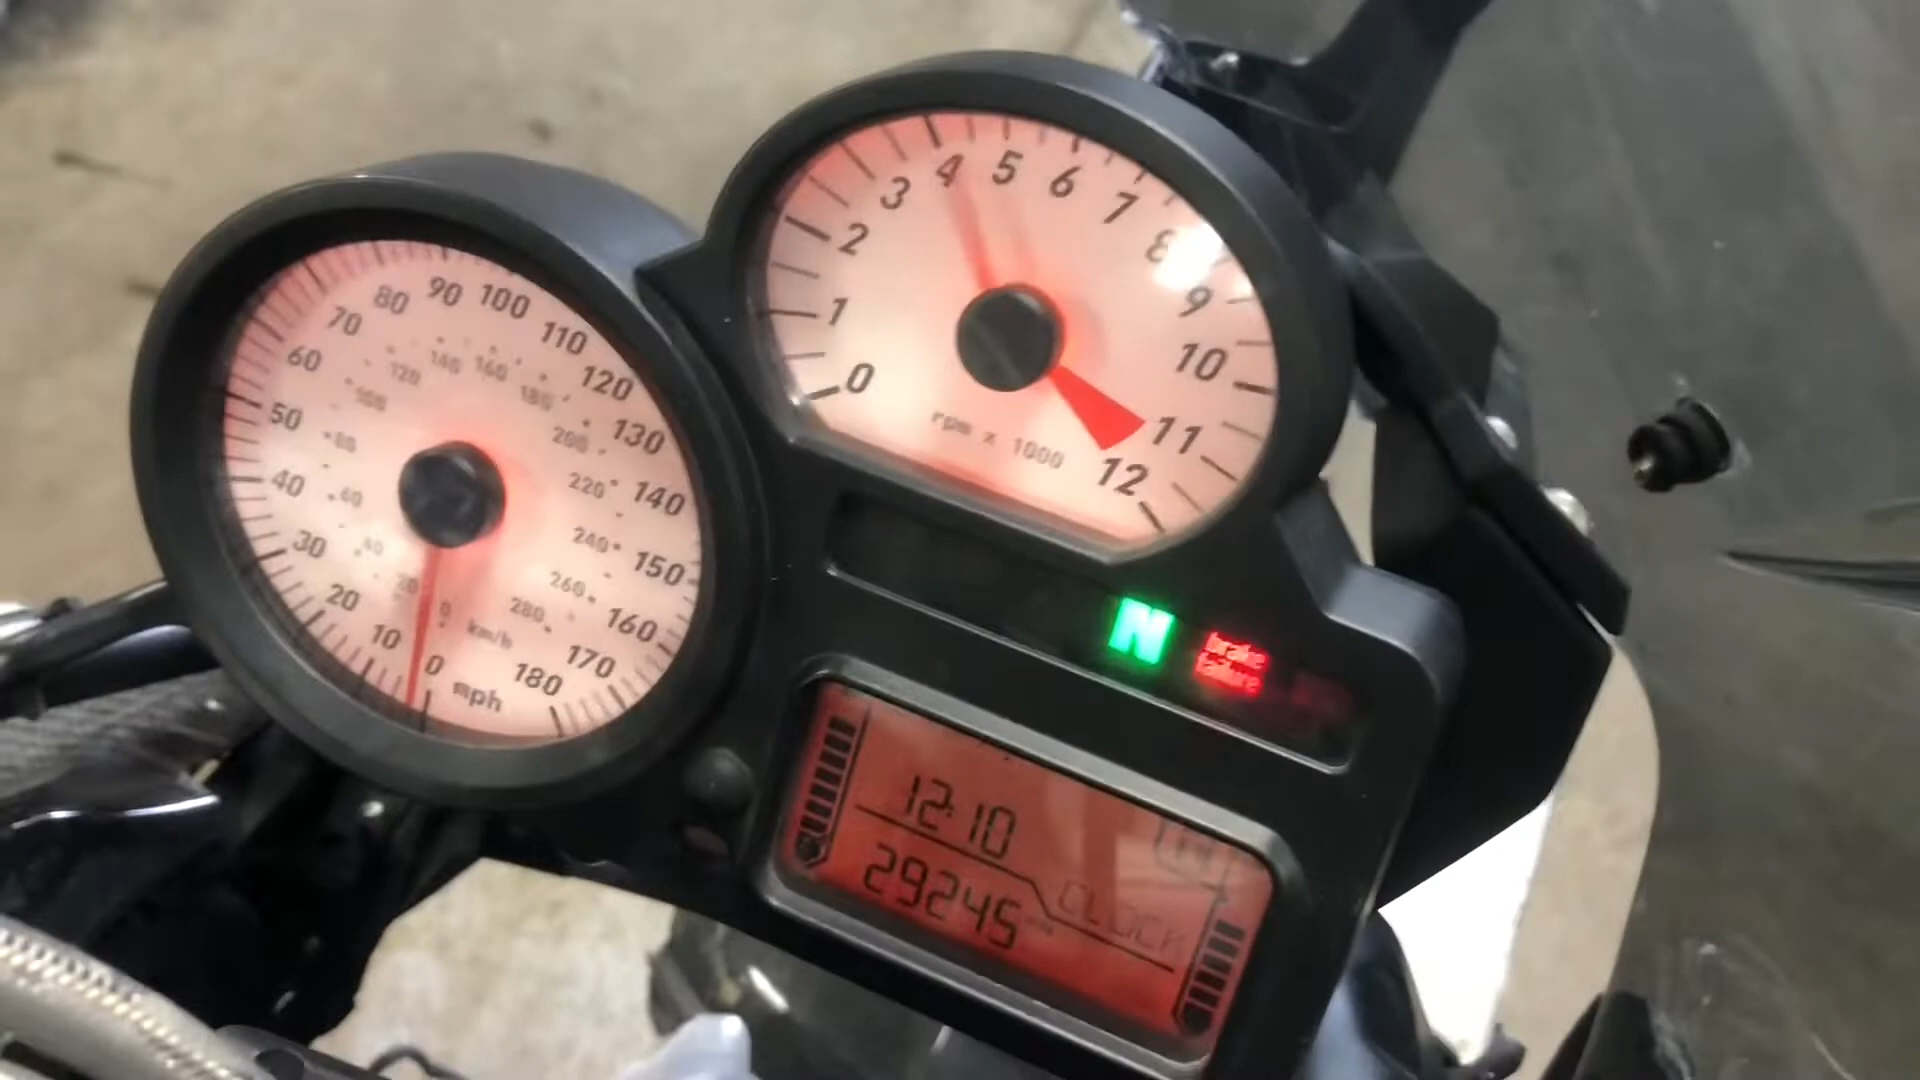 0 1 2 3 4 5 6 7 8 9 10 11 12
rpm x 1000
0 10 20 30 40 50 60 70 80 90 100 110 120 130 140 150 160 170 180
mph
0 20 40 60 80 100 120 140 160 180 200 220 240 260 280
km/h
N
brake
failure
12:10
CLOCK
29245